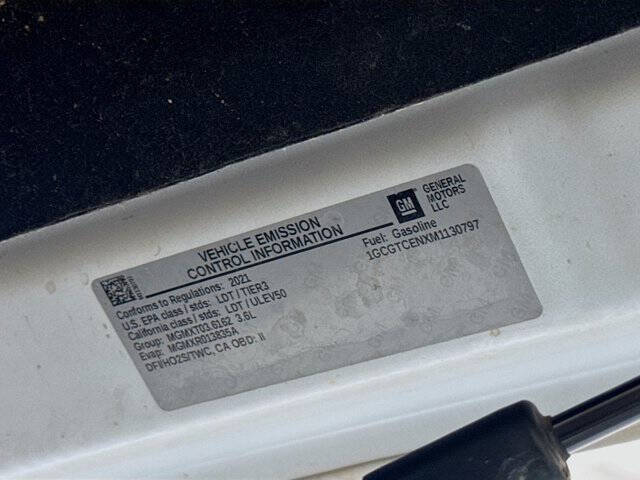 VEHICLE EMISSION
CONTROL INFORMATION
GM
GENERAL
MOTORS
LLC
Fuel: Gasoline
1GCGTCENXM1130797
Conforms to Regulations: 2021
U.S. EPA class / stds: LDT / TIER3
California class / stds: LDT / ULEV50
Group: MGMXT03.6162 3.6L
Evap: MGMXR013835A
DFI/HO2S/TWC, CA OBD: II